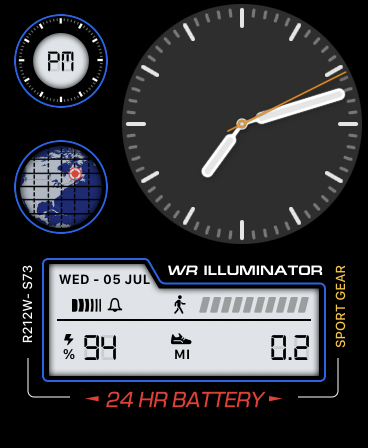 PM
WR ILLUMINATOR
WED - 05 JUL
R212W- S73
SPORT GEAR
% 94
MI
0.2
24 HR BATTERY